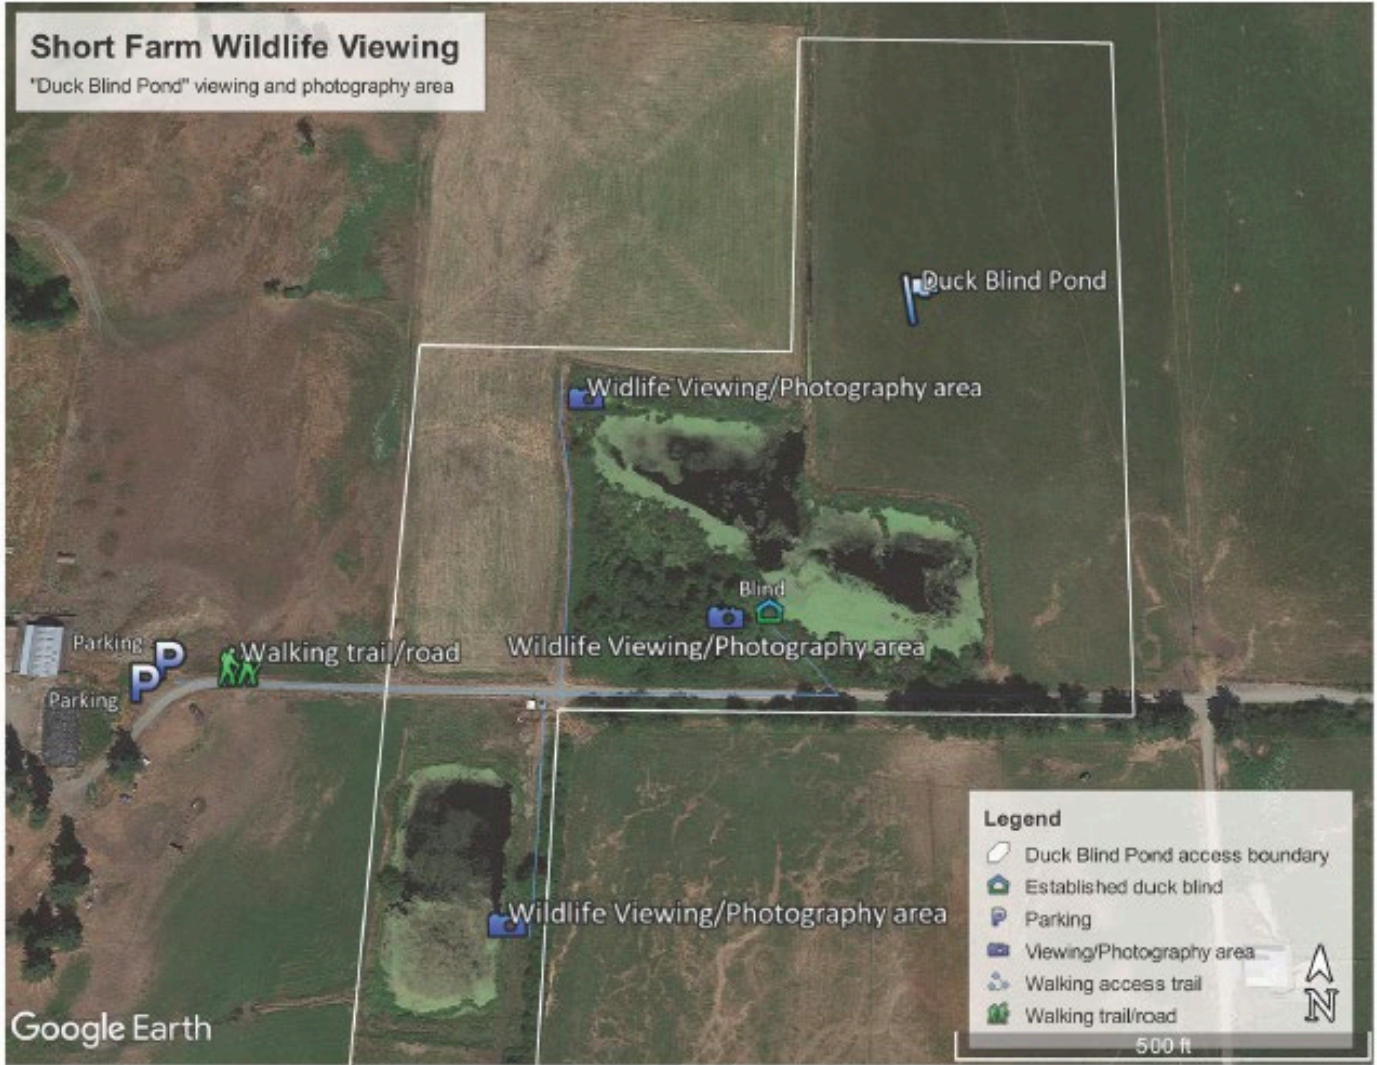 Short Farm Wildlife Viewing
"Duck Blind Pond" viewing and photography area
Duck Blind Pond
Widlife Viewing/Photography area
Blind
Wildlife Viewing/Photography area
Parking
Walking trail/road
P
P
Parking
Wildlife Viewing/Photography area
Legend
Duck Blind Pond access boundary
Established duck blind
P Parking
Viewing/Photography area
Walking access trail
Walking trail/road
N
Google Earth
500 ft